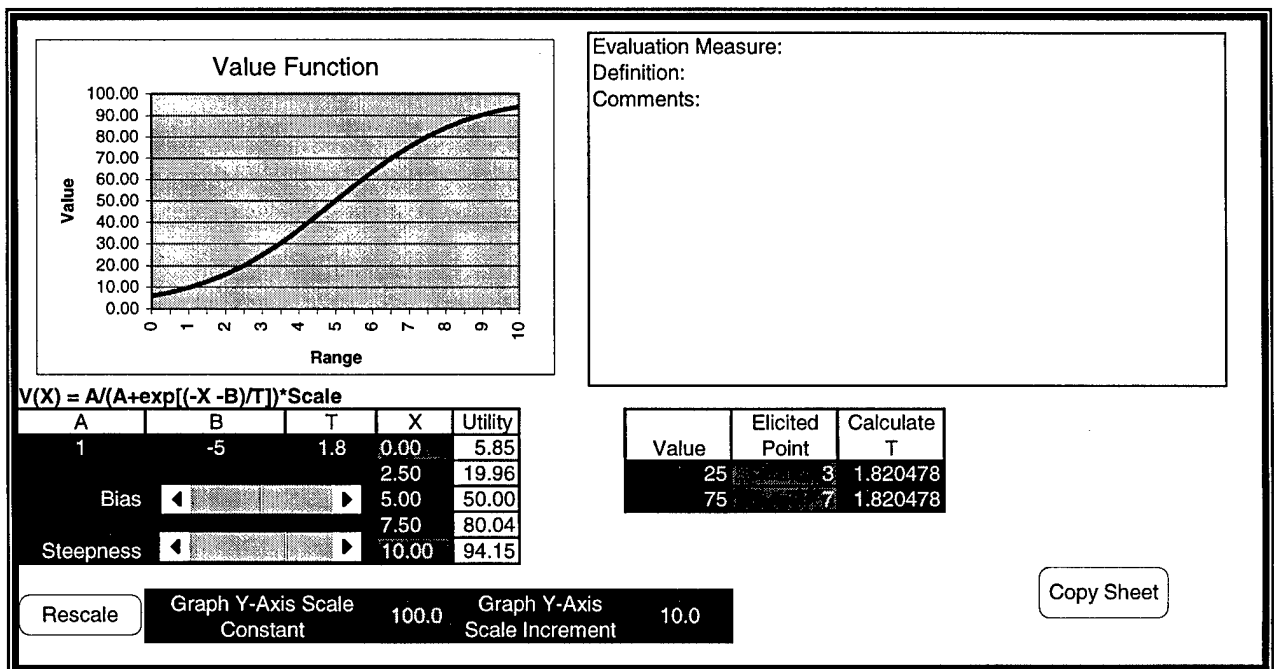 Value Function
100.00
90.00
80.00
70.00
60.00
50.00
40.00
30.00
20.00
10.00
0.00
Value
0 1 2 3 4 5 6 7 8 9 10
Range
Evaluation Measure:
Definition:
Comments:
V(X) = A/(A+exp[(-X -B)/T])*Scale
A B T X Utility
1 -5 1.8 0.00 5.85
2.50 19.96
Bias 5.00 50.00
7.50 80.04
Steepness 10.00 94.15
Value Elicited Point Calculate T
25 3 1.820478
75 7 1.820478
Rescale
Graph Y-Axis Scale Constant 100.0
Graph Y-Axis Scale Increment 10.0
Copy Sheet